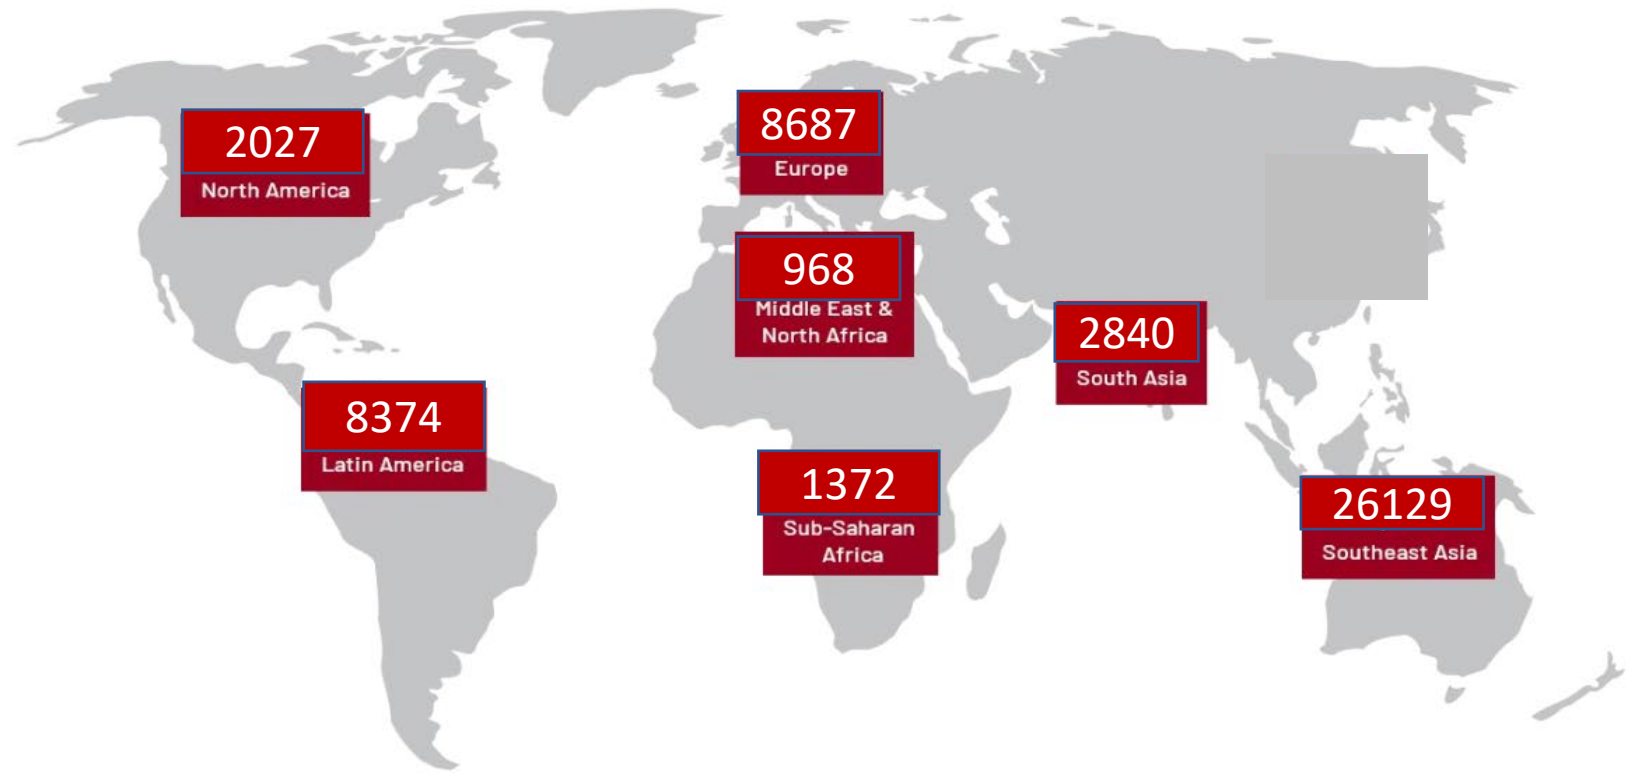 2027
North America
8687
Europe
968
Middle East &
North Africa
2840
South Asia
8374
Latin America
1372
Sub-Saharan
Africa
26129
Southeast Asia